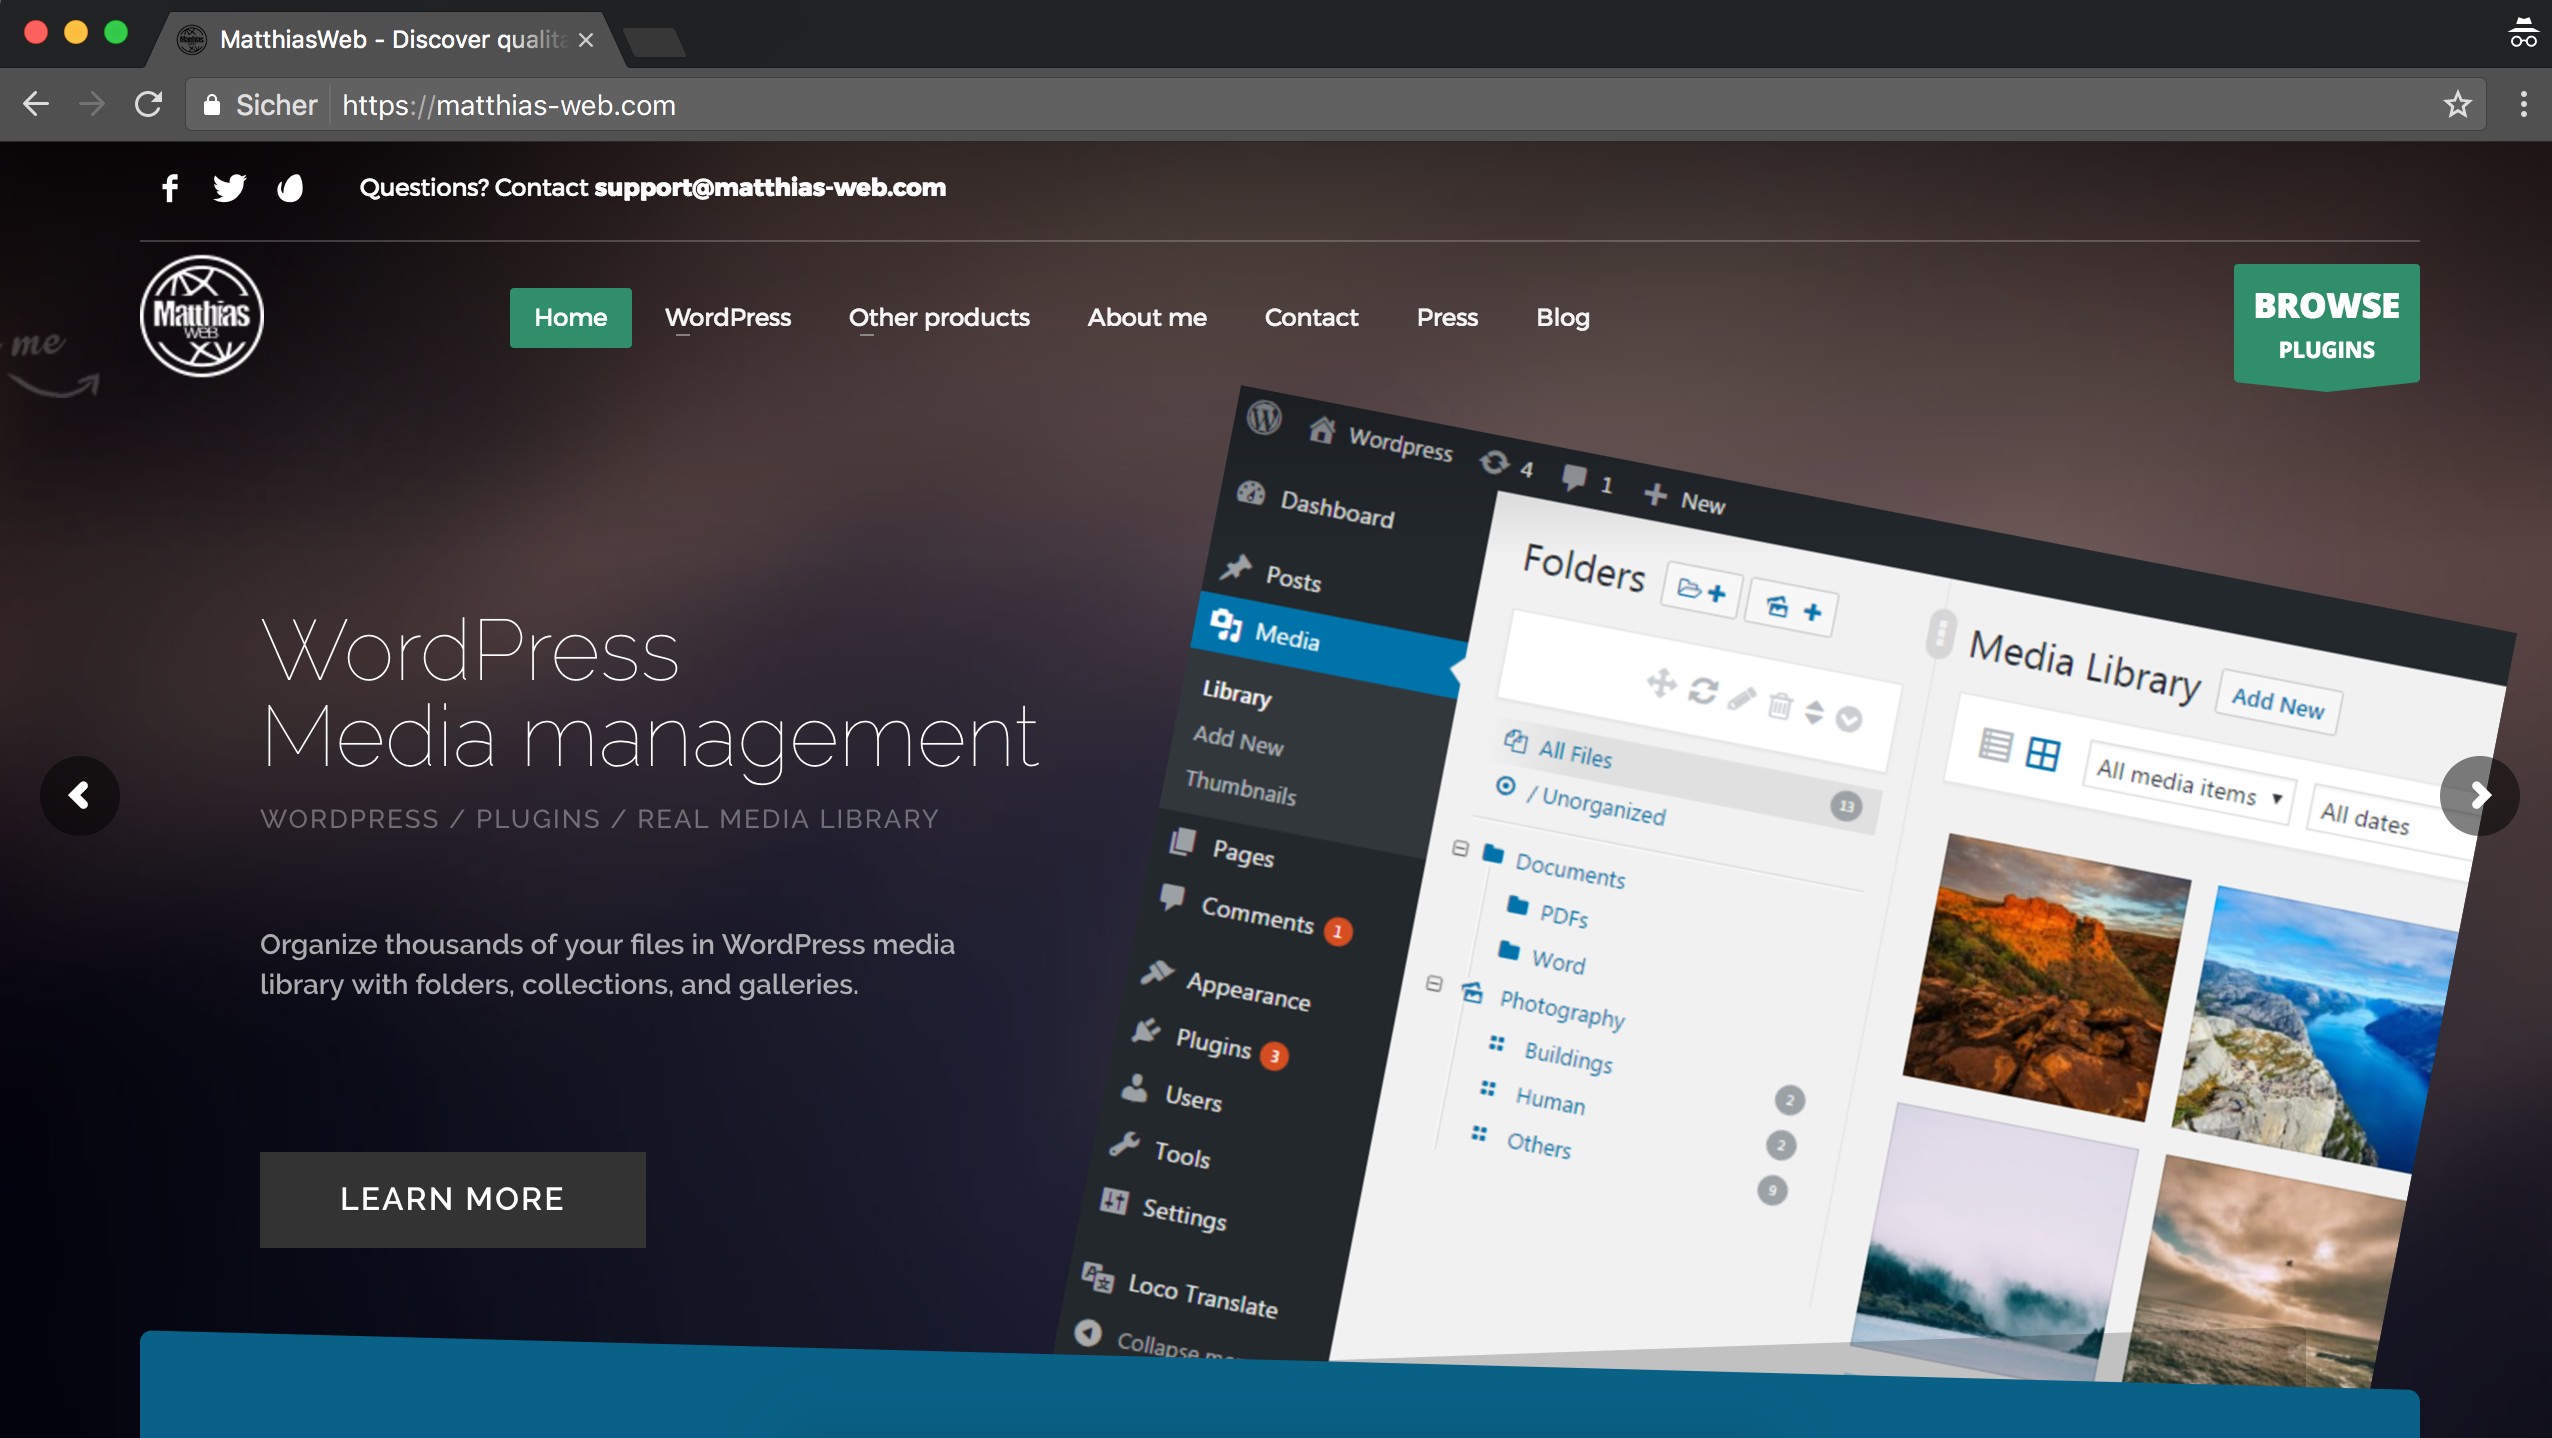 MatthiasWeb - Discover qualita
Sicher
https://matthias-web.com
Questions? Contact support@matthias-web.com
me
Matthias
WEB
Home
WordPress
Other products
About me
Contact
Press
Blog
BROWSE
PLUGINS
WordPress
Media management
WORDPRESS / PLUGINS / REAL MEDIA LIBRARY
Organize thousands of your files in WordPress media
library with folders, collections, and galleries.
LEARN MORE
Wordpress
4
1
New
Dashboard
Posts
Media
Library
Add New
Thumbnails
Pages
Comments 1
Appearance
Plugins 3
Users
Tools
Settings
Loco Translate
Collapse
Folders
All Files
13
/ Unorganized
Documents
PDFs
Word
Photography
Buildings
2
Human
2
Others
9
Media Library
Add New
All media items
All dates